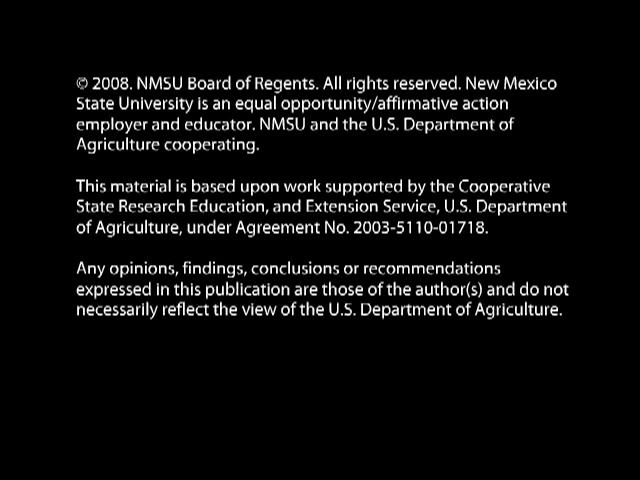 © 2008. NMSU Board of Regents. All rights reserved. New Mexico
State University is an equal opportunity/affirmative action
employer and educator. NMSU and the U.S. Department of
Agriculture cooperating.
This material is based upon work supported by the Cooperative
State Research Education, and Extension Service, U.S. Department
of Agriculture, under Agreement No. 2003-5110-01718.
Any opinions, findings, conclusions or recommendations
expressed in this publication are those of the author(s) and do not
necessarily reflect the view of the U.S. Department of Agriculture.